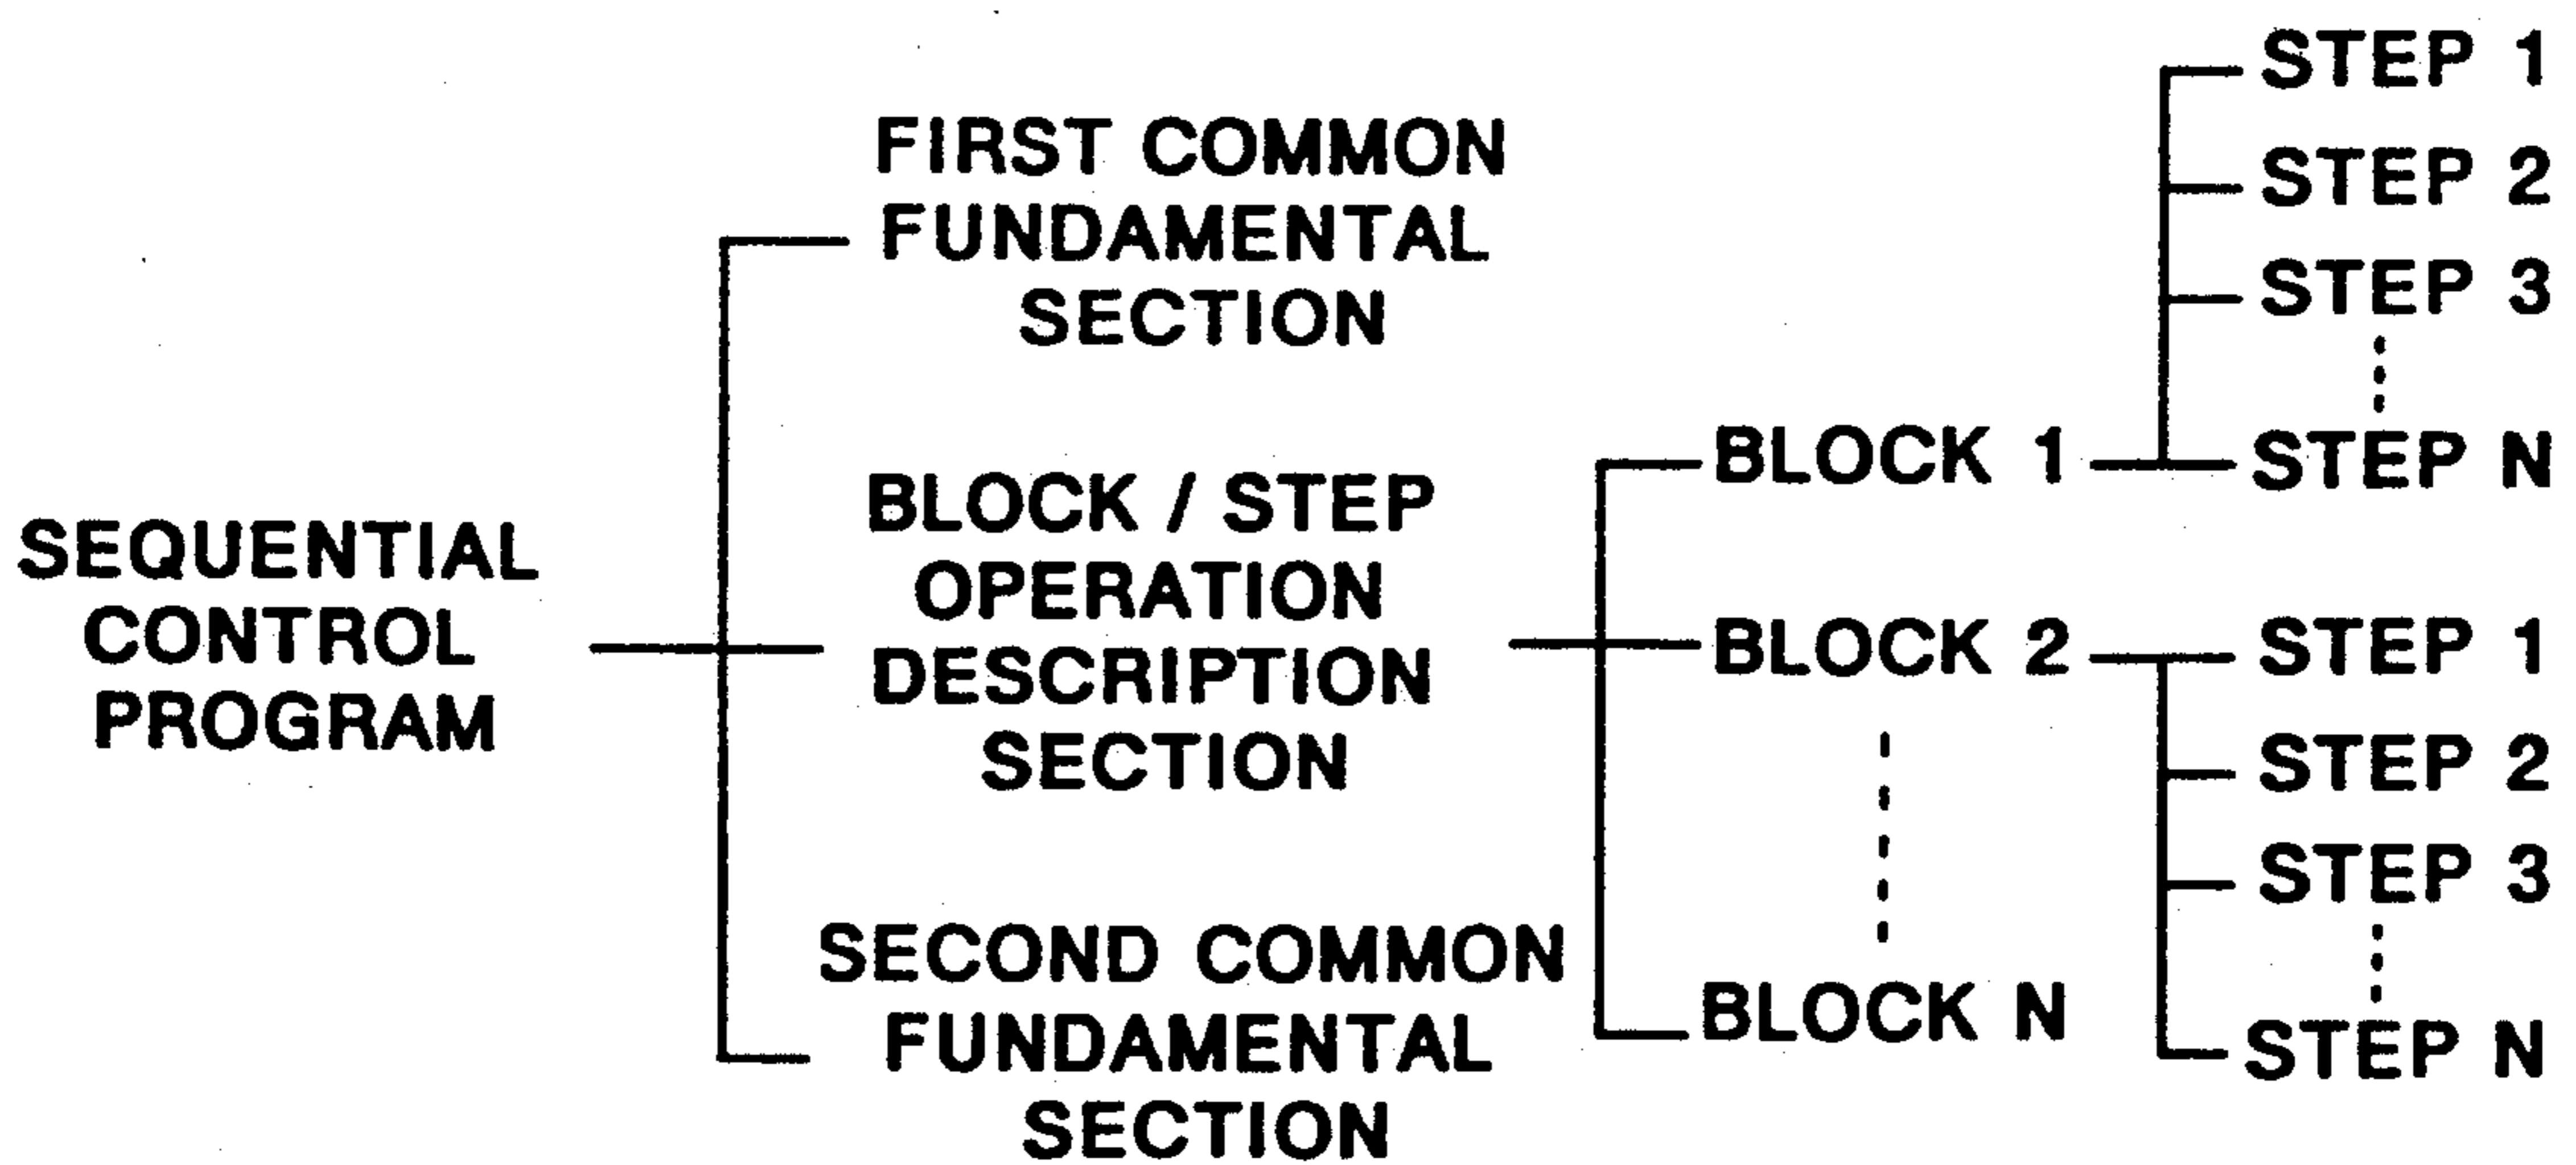 SEQUENTIAL
CONTROL
PROGRAM
FIRST COMMON
FUNDAMENTAL
SECTION
BLOCK / STEP
OPERATION
DESCRIPTION
SECTION
SECOND COMMON
FUNDAMENTAL
SECTION
BLOCK 1
BLOCK 2
BLOCK N
STEP 1
STEP 2
STEP 3
STEP N
STEP 1
STEP 2
STEP 3
STEP N